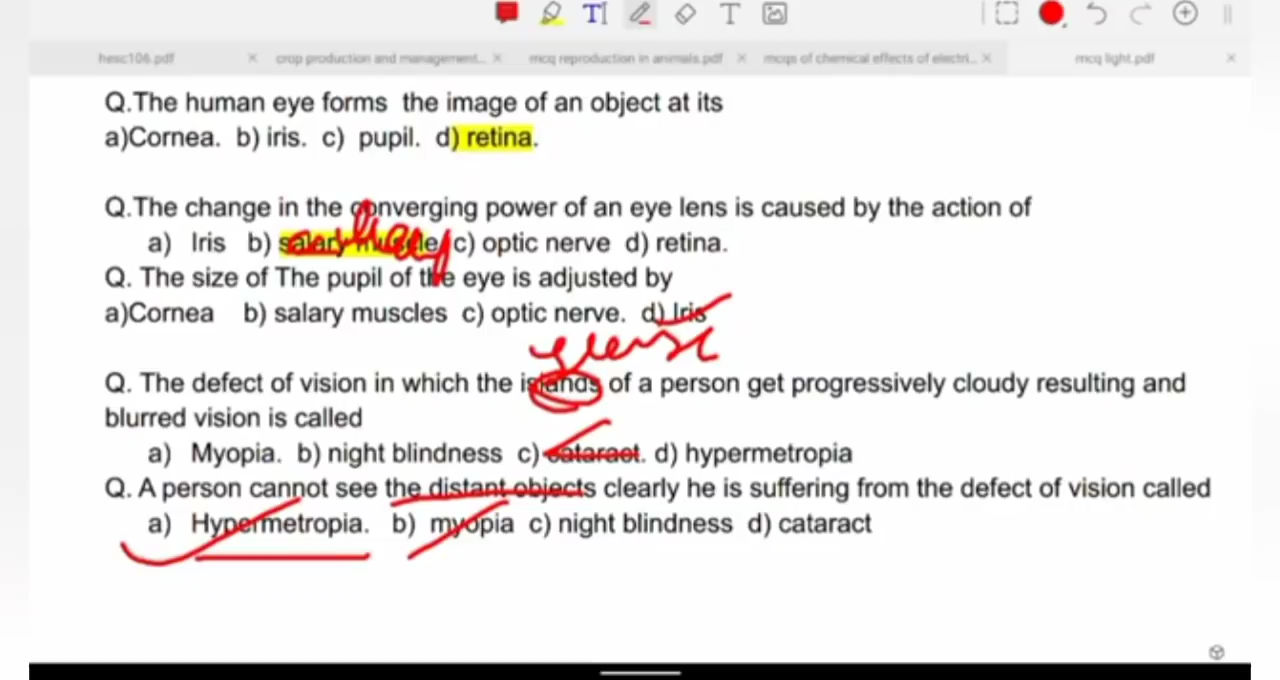 T T
hesc106.pdf × crop production and management... × mcq reproduction in animals.pdf × mcqs of chemical effects of electri... × mcq light.pdf ×
Q.The human eye forms the image of an object at its
a)Cornea. b) iris. c) pupil. d) retina.
Q.The change in the converging power of an eye lens is caused by the action of
a) Iris b) salary muscle c) optic nerve d) retina.
Q. The size of The pupil of the eye is adjusted by
a)Cornea b) salary muscles c) optic nerve. d) Iris
Q. The defect of vision in which the islands of a person get progressively cloudy resulting and
blurred vision is called
a) Myopia. b) night blindness c) cataract. d) hypermetropia
Q. A person cannot see the distant objects clearly he is suffering from the defect of vision called
a) Hypermetropia. b) myopia c) night blindness d) cataract